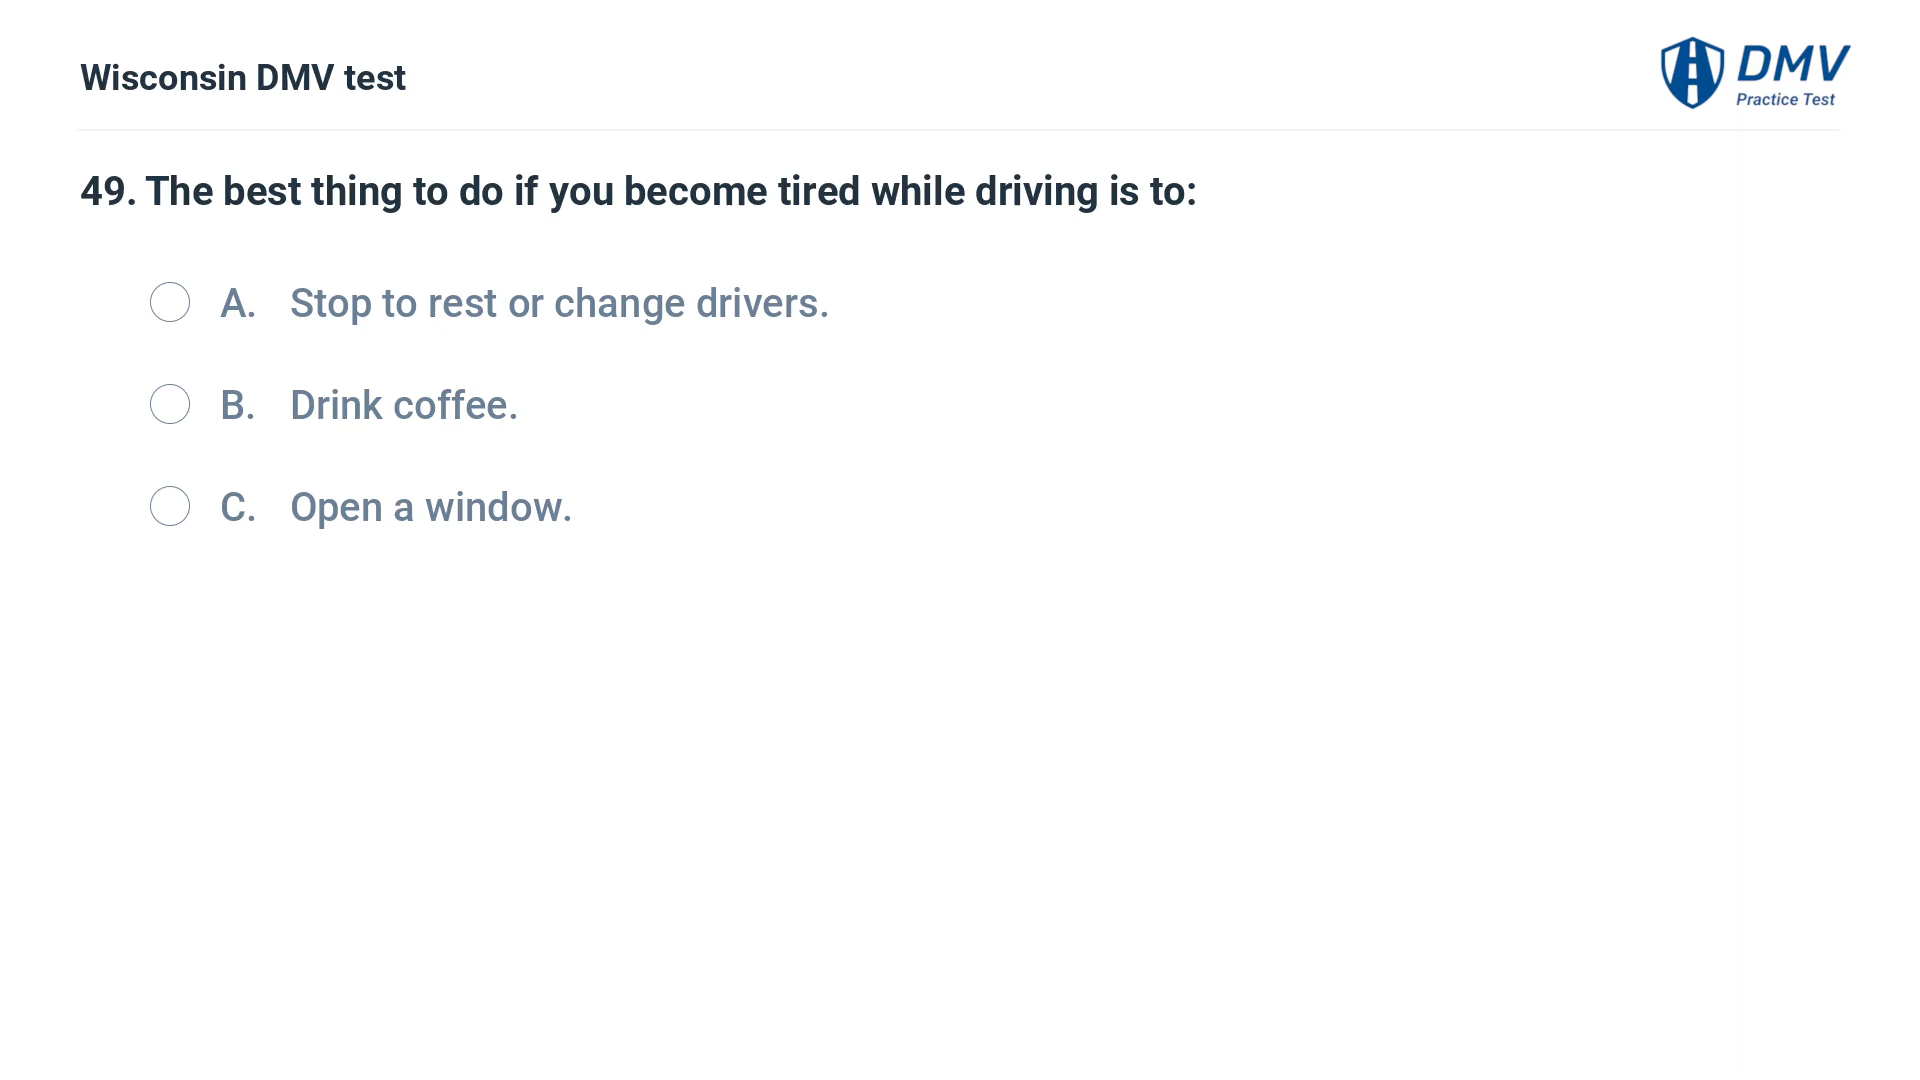 Wisconsin DMV test
DMV
Practice Test
49. The best thing to do if you become tired while driving is to:
A. Stop to rest or change drivers.
B. Drink coffee.
C. Open a window.